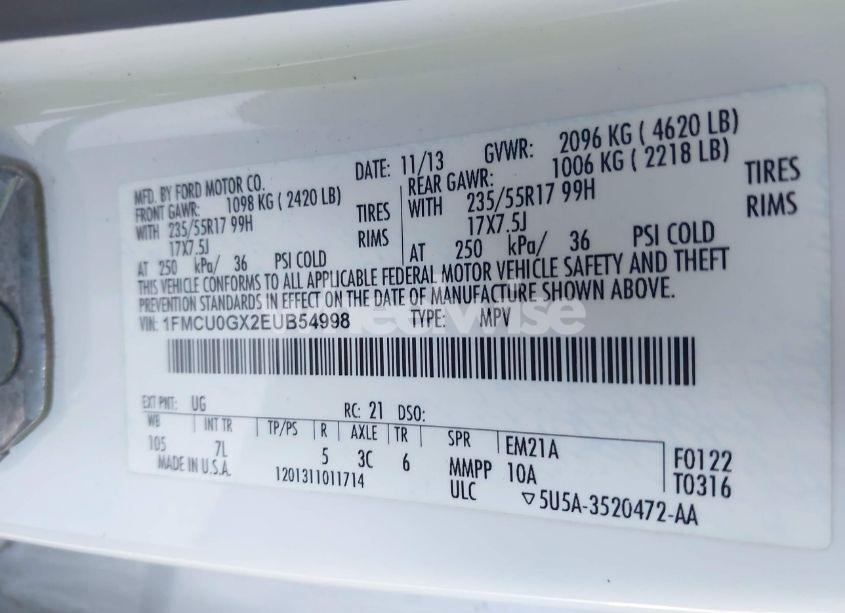 MFD. BY FORD MOTOR CO.
DATE: 11/13 GVWR: 2096 KG ( 4620 LB)
FRONT GAWR: 1098 KG ( 2420 LB)
REAR GAWR: 1006 KG ( 2218 LB)
WITH 235/55R17 99H TIRES
WITH 235/55R17 99H TIRES
17X7.5J RIMS
17X7.5J RIMS
AT 250 kPa/ 36 PSI COLD
AT 250 kPa/ 36 PSI COLD
THIS VEHICLE CONFORMS TO ALL APPLICABLE FEDERAL MOTOR VEHICLE SAFETY AND THEFT
PREVENTION STANDARDS IN EFFECT ON THE DATE OF MANUFACTURE SHOWN ABOVE.
VIN: 1FMCU0GX2EUB54998 TYPE: MPV
EXT PNT: UG RC: 21 DSO:
WB INT TR TP/PS R AXLE TR SPR EM21A
105 7L 5 3C 6 MMPP 10A F0122
MADE IN U.S.A. 1201311011714 ULC T0316
▽5U5A-3520472-AA